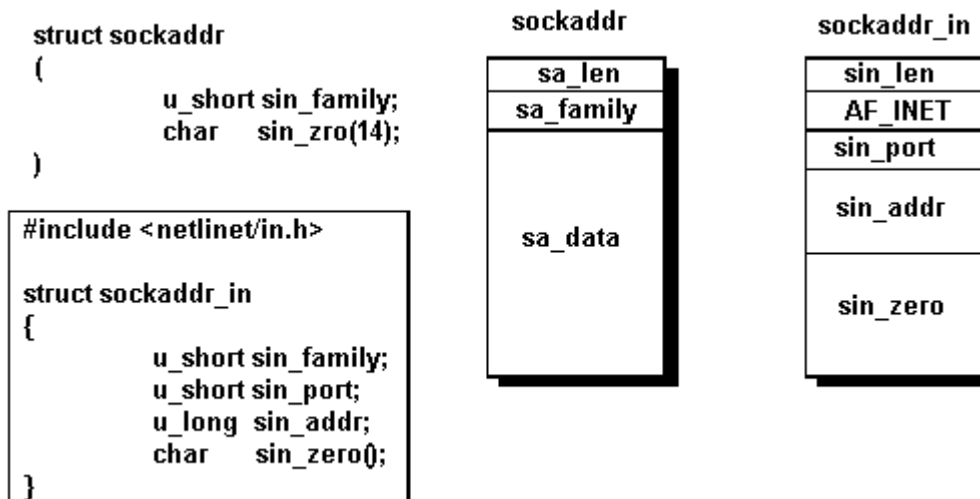 struct sockaddr
(
u_short sin_family;
char sin_zro(14);
)
#include <netlinet/in.h>
struct sockaddr_in
{
u_short sin_family;
u_short sin_port;
u_long sin_addr;
char sin_zero();
}
sockaddr
sa_len
sa_family
sa_data
sockaddr_in
sin_len
AF_INET
sin_port
sin_addr
sin_zero